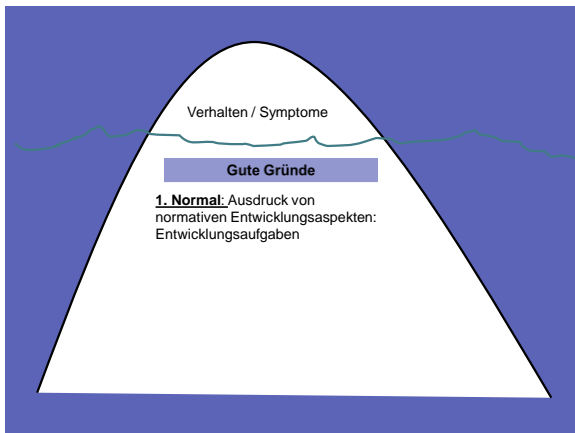 Verhalten / Symptome
Gute Gründe
1. Normal: Ausdruck von
normativen Entwicklungsaspekten:
Entwicklungsaufgaben